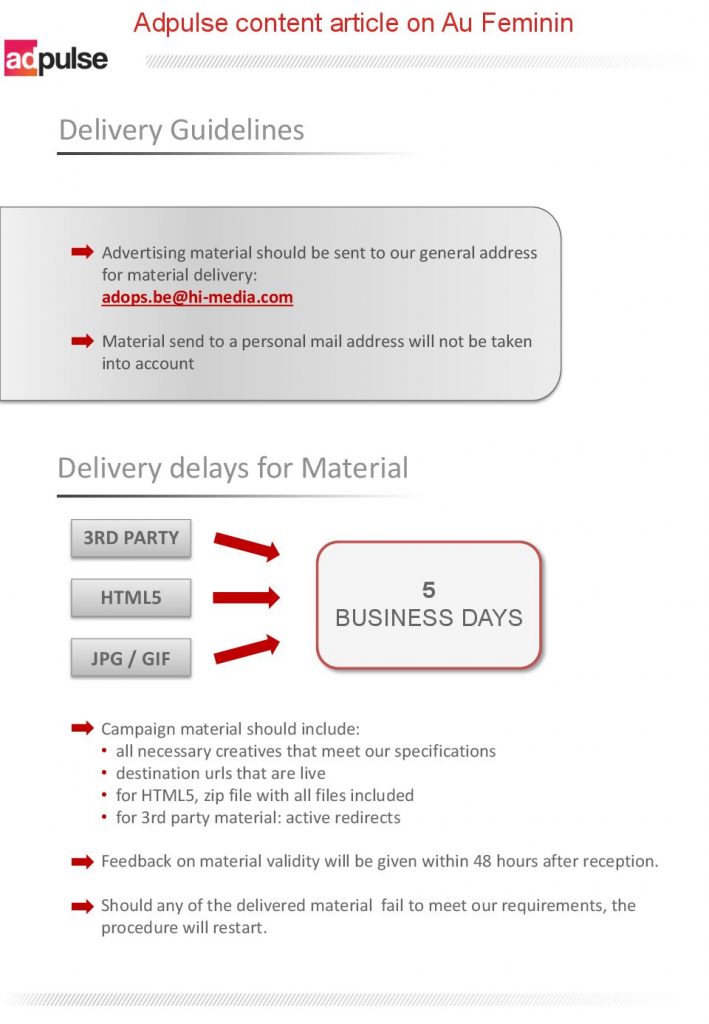 Adpulse content article on Au Feminin
adpulse
Delivery Guidelines
Advertising material should be sent to our general address
for material delivery:
adops.be@hi-media.com
Material send to a personal mail address will not be taken
into account
Delivery delays for Material
3RD PARTY
HTML5
JPG / GIF
5
BUSINESS DAYS
Campaign material should include:
• all necessary creatives that meet our specifications
• destination urls that are live
• for HTML5, zip file with all files included
• for 3rd party material: active redirects
Feedback on material validity will be given within 48 hours after reception.
Should any of the delivered material  fail to meet our requirements, the
procedure will restart.